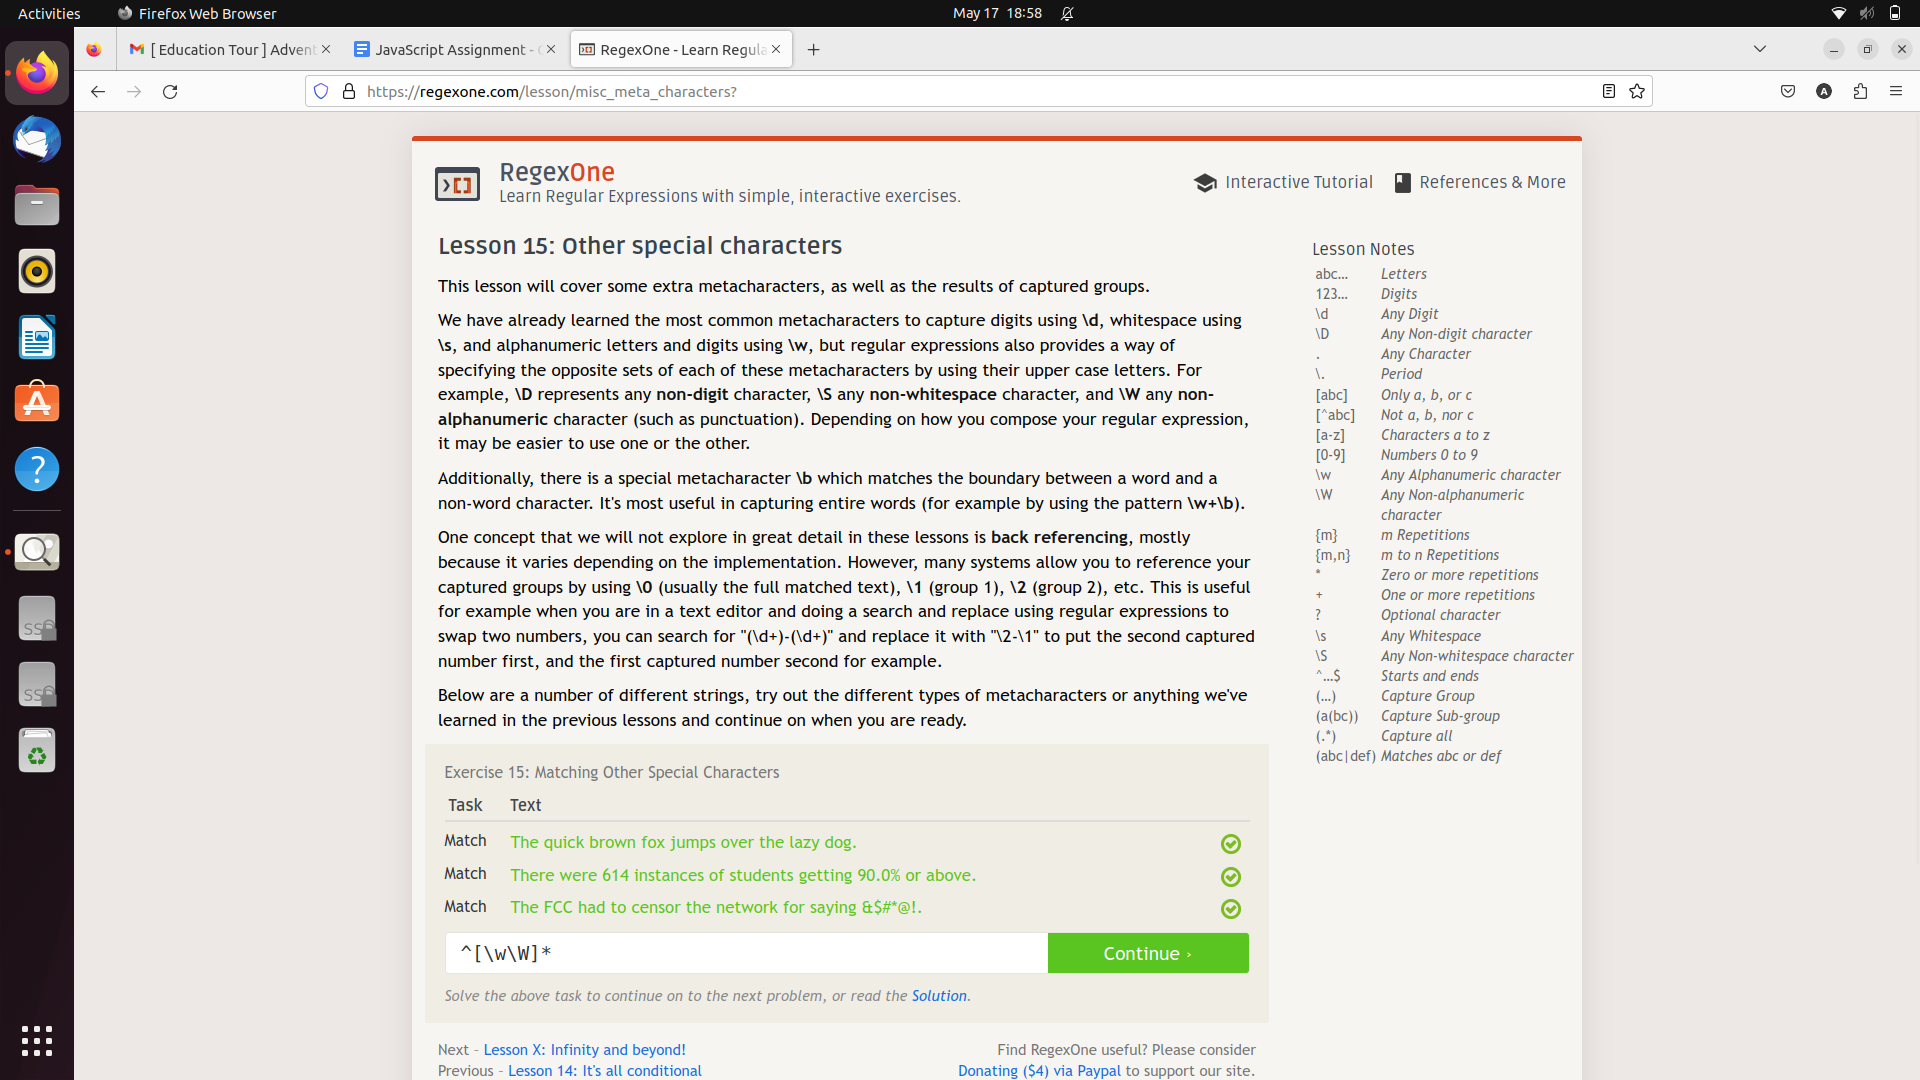 Activities
Firefox Web Browser
May 17 18:58
[ Education Tour ] Advent
JavaScript Assignment -
RegexOne - Learn Regula
https://regexone.com/lesson/misc_meta_characters?
A
RegexOne
Learn Regular Expressions with simple, interactive exercises.
Interactive Tutorial
References & More
Lesson 15: Other special characters
This lesson will cover some extra metacharacters, as well as the results of captured groups.
We have already learned the most common metacharacters to capture digits using \d, whitespace using
\s, and alphanumeric letters and digits using \w, but regular expressions also provides a way of
specifying the opposite sets of each of these metacharacters by using their upper case letters. For
example, \D represents any non-digit character, \S any non-whitespace character, and \W any non-
alphanumeric character (such as punctuation). Depending on how you compose your regular expression,
it may be easier to use one or the other.
Additionally, there is a special metacharacter \b which matches the boundary between a word and a
non-word character. It's most useful in capturing entire words (for example by using the pattern \w+\b).
One concept that we will not explore in great detail in these lessons is back referencing, mostly
because it varies depending on the implementation. However, many systems allow you to reference your
captured groups by using \0 (usually the full matched text), \1 (group 1), \2 (group 2), etc. This is useful
for example when you are in a text editor and doing a search and replace using regular expressions to
swap two numbers, you can search for "(\d+)-(\d+)" and replace it with "\2-\1" to put the second captured
number first, and the first captured number second for example.
Below are a number of different strings, try out the different types of metacharacters or anything we've
learned in the previous lessons and continue on when you are ready.
Exercise 15: Matching Other Special Characters
Task Text
Match The quick brown fox jumps over the lazy dog.
Match There were 614 instances of students getting 90.0% or above.
Match The FCC had to censor the network for saying &$#*@!.
^[\w\W]*
Continue ›
Solve the above task to continue on to the next problem, or read the Solution.
Next - Lesson X: Infinity and beyond!
Previous - Lesson 14: It's all conditional
Find RegexOne useful? Please consider
Donating ($4) via Paypal to support our site.
Lesson Notes
abc… Letters
123… Digits
\d Any Digit
\D Any Non-digit character
. Any Character
\. Period
[abc] Only a, b, or c
[^abc] Not a, b, nor c
[a-z] Characters a to z
[0-9] Numbers 0 to 9
\w Any Alphanumeric character
\W Any Non-alphanumeric
character
{m} m Repetitions
{m,n} m to n Repetitions
* Zero or more repetitions
+ One or more repetitions
? Optional character
\s Any Whitespace
\S Any Non-whitespace character
^…$ Starts and ends
(…) Capture Group
(a(bc)) Capture Sub-group
(.*) Capture all
(abc|def) Matches abc or def